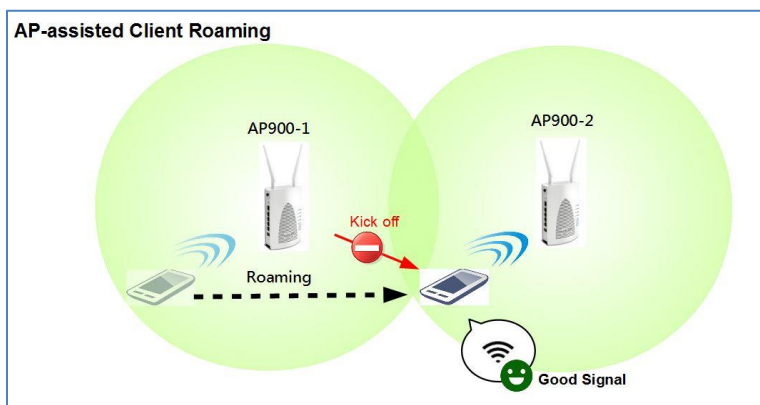 AP-assisted Client Roaming
AP900-1
AP900-2
Kick off
Roaming
Good Signal